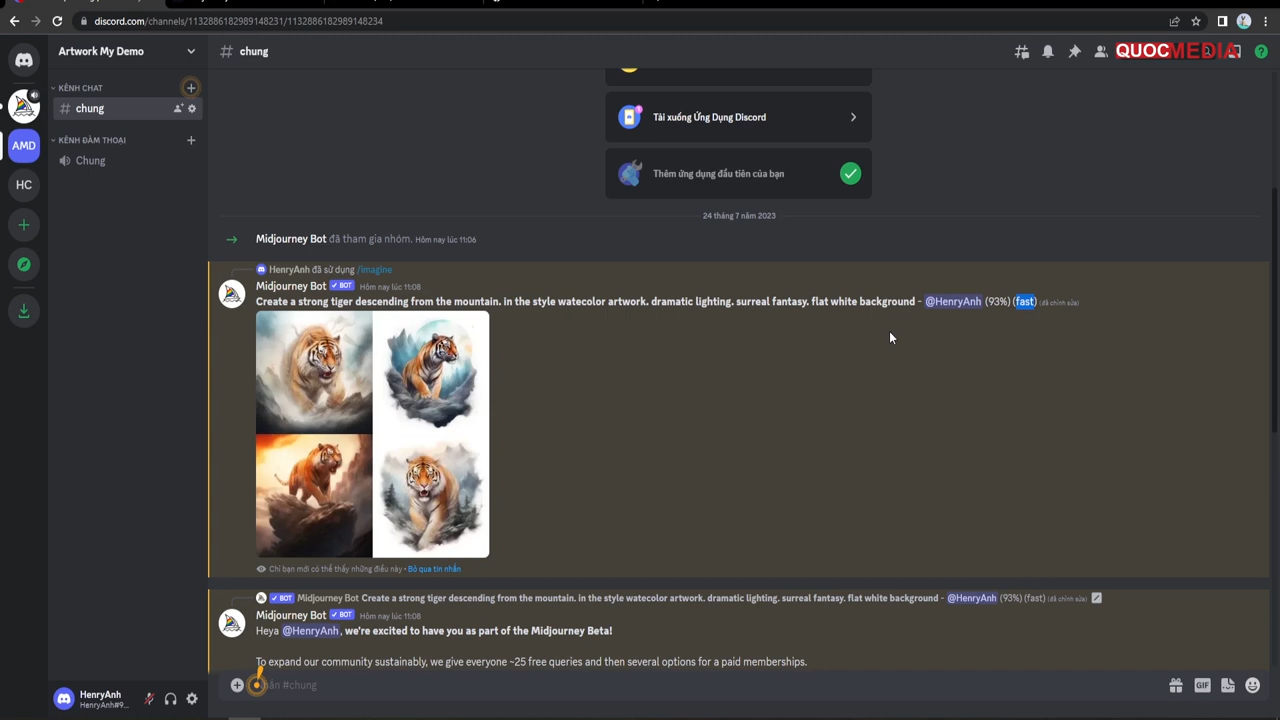 discord.com/channels/1132886182989148231/1132886182989148234
Artwork My Demo
chung
QUOCMEDIA
KÊNH CHAT
chung
KÊNH ĐÀM THOẠI
Chung
AMD
HC
Tải xuống Ứng Dụng Discord
Thêm ứng dụng đầu tiên của bạn
24 tháng 7 năm 2023
Midjourney Bot đã tham gia nhóm. Hôm nay lúc 11:06
HenryAnh đã sử dụng /imagine
Midjourney Bot BOT Hôm nay lúc 11:08
Create a strong tiger descending from the mountain. in the style watecolor artwork. dramatic lighting. surreal fantasy. flat white background - @HenryAnh (93%) (fast) (đã chỉnh sửa)
Chỉ bạn mới có thể thấy những điều này • Bỏ qua tin nhắn
BOT Midjourney Bot Create a strong tiger descending from the mountain. in the style watecolor artwork. dramatic lighting. surreal fantasy. flat white background - @HenryAnh (93%) (fast) (đã chỉnh sửa)
Midjourney Bot BOT Hôm nay lúc 11:08
Heya @HenryAnh, we're excited to have you as part of the Midjourney Beta!
To expand our community sustainably, we give everyone ~25 free queries and then several options for a paid memberships.
#chung
GIF
HenryAnh
HenryAnh#9...